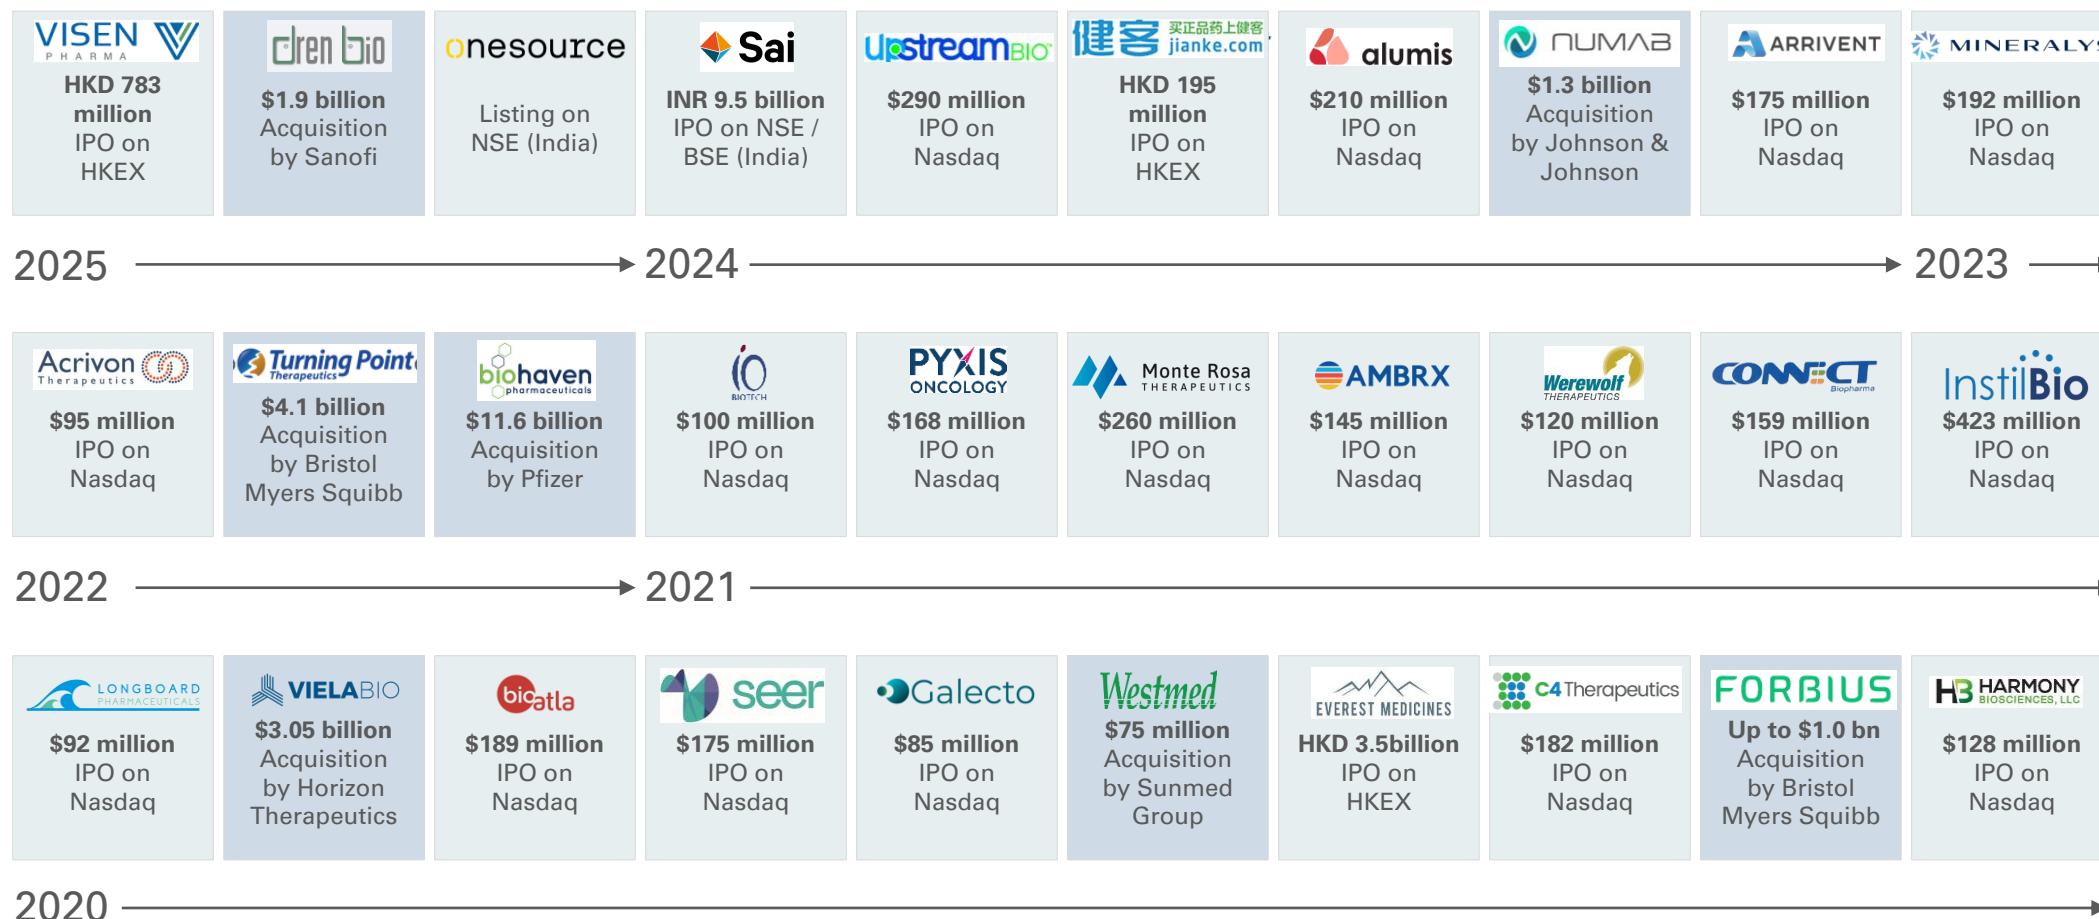 VISEN
PHARMA
HKD 783
million
IPO on
HKEX
dren bio
$1.9 billion
Acquisition
by Sanofi
onesource
Listing on
NSE (India)
Sai
INR 9.5 billion
IPO on NSE /
BSE (India)
UpstreamBIO
$290 million
IPO on
Nasdaq
健客 买正品药上健客
jianke.com
HKD 195
million
IPO on
HKEX
alumis
$210 million
IPO on
Nasdaq
NUMAB
$1.3 billion
Acquisition
by Johnson &
Johnson
ARRIVENT
$175 million
IPO on
Nasdaq
MINERALYS
$192 million
IPO on
Nasdaq
2025
2024
2023
Acrivon
Therapeutics
$95 million
IPO on
Nasdaq
Turning Point
Therapeutics
$4.1 billion
Acquisition
by Bristol
Myers Squibb
biohaven
pharmaceuticals
$11.6 billion
Acquisition
by Pfizer
iO
BIOTECH
$100 million
IPO on
Nasdaq
PYXIS
ONCOLOGY
$168 million
IPO on
Nasdaq
Monte Rosa
THERAPEUTICS
$260 million
IPO on
Nasdaq
AMBRX
$145 million
IPO on
Nasdaq
Werewolf
THERAPEUTICS
$120 million
IPO on
Nasdaq
CONNECT
Biopharma
$159 million
IPO on
Nasdaq
InstilBio
$423 million
IPO on
Nasdaq
2022
2021
LONGBOARD
PHARMACEUTICALS
$92 million
IPO on
Nasdaq
VIELABIO
$3.05 billion
Acquisition
by Horizon
Therapeutics
bioatla
$189 million
IPO on
Nasdaq
seer
$175 million
IPO on
Nasdaq
Galecto
$85 million
IPO on
Nasdaq
Westmed
$75 million
Acquisition
by Sunmed
Group
EVEREST MEDICINES
HKD 3.5billion
IPO on
HKEX
C4 Therapeutics
$182 million
IPO on
Nasdaq
FORBIUS
Up to $1.0 bn
Acquisition
by Bristol
Myers Squibb
HB HARMONY
BIOSCIENCES, LLC
$128 million
IPO on
Nasdaq
2020